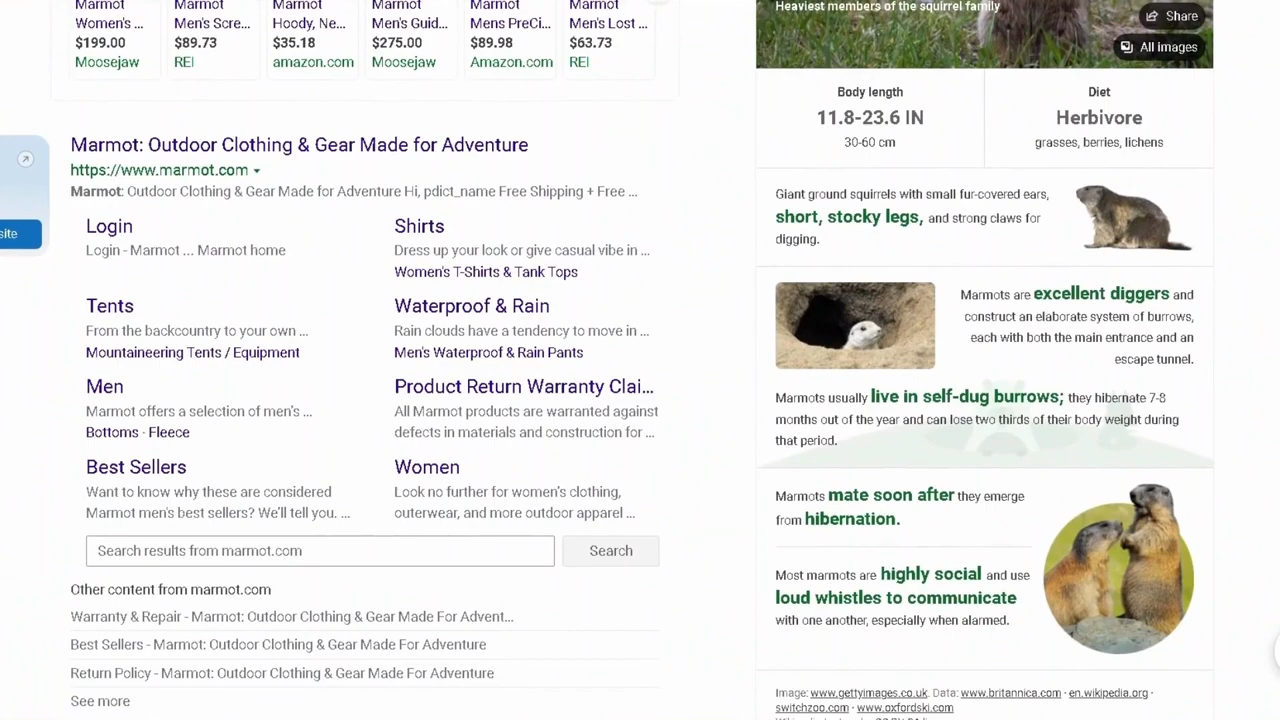 Marmot Marmot Marmot Marmot Marmot Marmot
Women's ... Men's Scre... Hoody, Ne... Men's Guid... Mens PreCi... Men's Lost ...
$199.00 $89.73 $35.18 $275.00 $89.98 $63.73
Moosejaw REI amazon.com Moosejaw Amazon.com REI
site
Marmot: Outdoor Clothing & Gear Made for Adventure
https://www.marmot.com
Marmot: Outdoor Clothing & Gear Made for Adventure Hi, pdict_name Free Shipping + Free ...
Login
Login - Marmot ... Marmot home
Shirts
Dress up your look or give casual vibe in ...
Women's T-Shirts & Tank Tops
Tents
From the backcountry to your own ...
Mountaineering Tents / Equipment
Waterproof & Rain
Rain clouds have a tendency to move in ...
Men's Waterproof & Rain Pants
Men
Marmot offers a selection of men's ...
Bottoms · Fleece
Product Return Warranty Clai...
All Marmot products are warranted against
defects in materials and construction for ...
Best Sellers
Want to know why these are considered
Marmot men's best sellers? We'll tell you. ...
Women
Look no further for women's clothing,
outerwear, and more outdoor apparel ...
Search results from marmot.com
Search
Other content from marmot.com
Warranty & Repair - Marmot: Outdoor Clothing & Gear Made For Advent...
Best Sellers - Marmot: Outdoor Clothing & Gear Made For Adventure
Return Policy - Marmot: Outdoor Clothing & Gear Made For Adventure
See more
Heaviest members of the squirrel family
Share
All images
Body length
11.8-23.6 IN
30-60 cm
Diet
Herbivore
grasses, berries, lichens
Giant ground squirrels with small fur-covered ears,
short, stocky legs, and strong claws for
digging.
Marmots are excellent diggers and
construct an elaborate system of burrows,
each with both the main entrance and an
escape tunnel.
Marmots usually live in self-dug burrows; they hibernate 7-8
months out of the year and can lose two thirds of their body weight during
that period.
Marmots mate soon after they emerge
from hibernation.
Most marmots are highly social and use
loud whistles to communicate
with one another, especially when alarmed.
Image: www.gettyimages.co.uk. Data: www.britannica.com · en.wikipedia.org ·
switchzoo.com · www.oxfordski.com